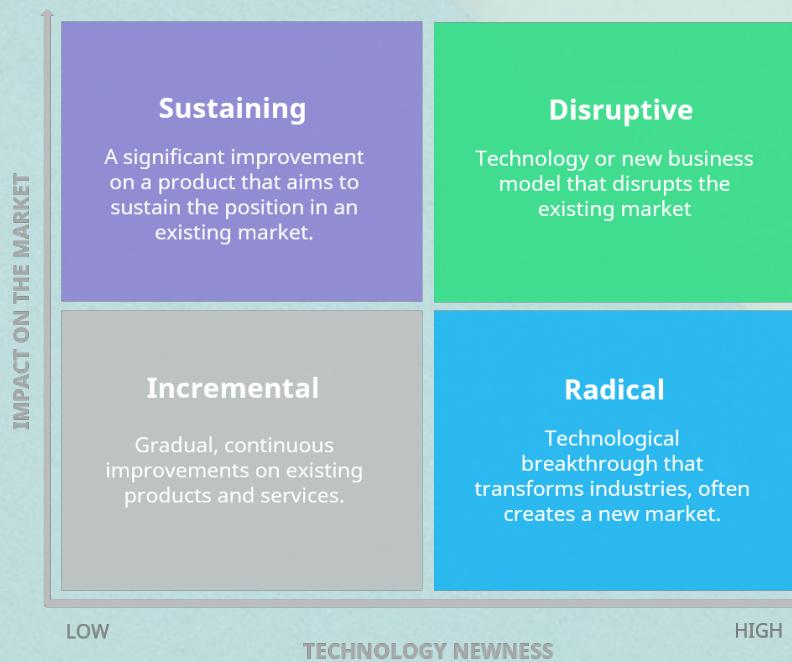 IMPACT ON THE MARKET
Sustaining
A significant improvement
on a product that aims to
sustain the position in an
existing market.
Disruptive
Technology or new business
model that disrupts the
existing market
Incremental
Gradual, continuous
improvements on existing
products and services.
Radical
Technological
breakthrough that
transforms industries, often
creates a new market.
LOW
HIGH
TECHNOLOGY NEWNESS